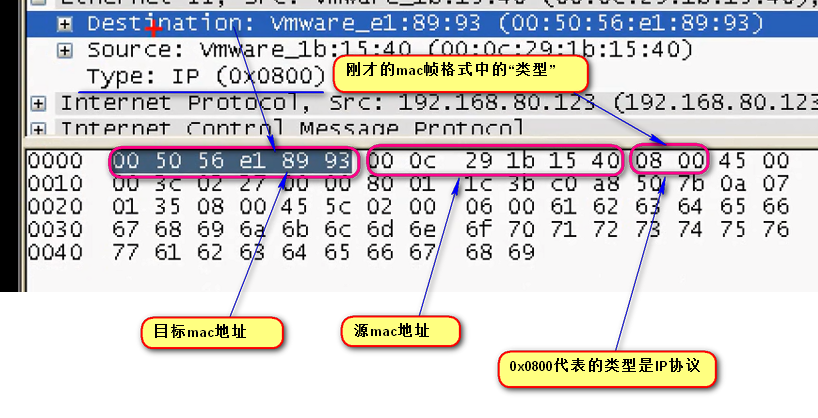 Ethernet II, Src: Vmware_1b:15:40 (00:0c:29:1b:15:40),
Destination: Vmware_e1:89:93 (00:50:56:e1:89:93)
Source: Vmware_1b:15:40 (00:0c:29:1b:15:40)
Type: IP (0x0800)
刚才的mac帧格式中的“类型”
Internet Protocol, Src: 192.168.80.123 (192.168.80.123
Internet Control Message Protocol
0000 00 50 56 e1 89 93 00 0c 29 1b 15 40 08 00 45 00
0010 00 3c 02 27 00 00 80 01 1c 3b c0 a8 50 7b 0a 07
0020 01 35 08 00 45 5c 02 00 06 00 61 62 63 64 65 66
0030 67 68 69 6a 6b 6c 6d 6e 6f 70 71 72 73 74 75 76
0040 77 61 62 63 64 65 66 67 68 69
目标mac地址
源mac地址
0x0800代表的类型是IP协议